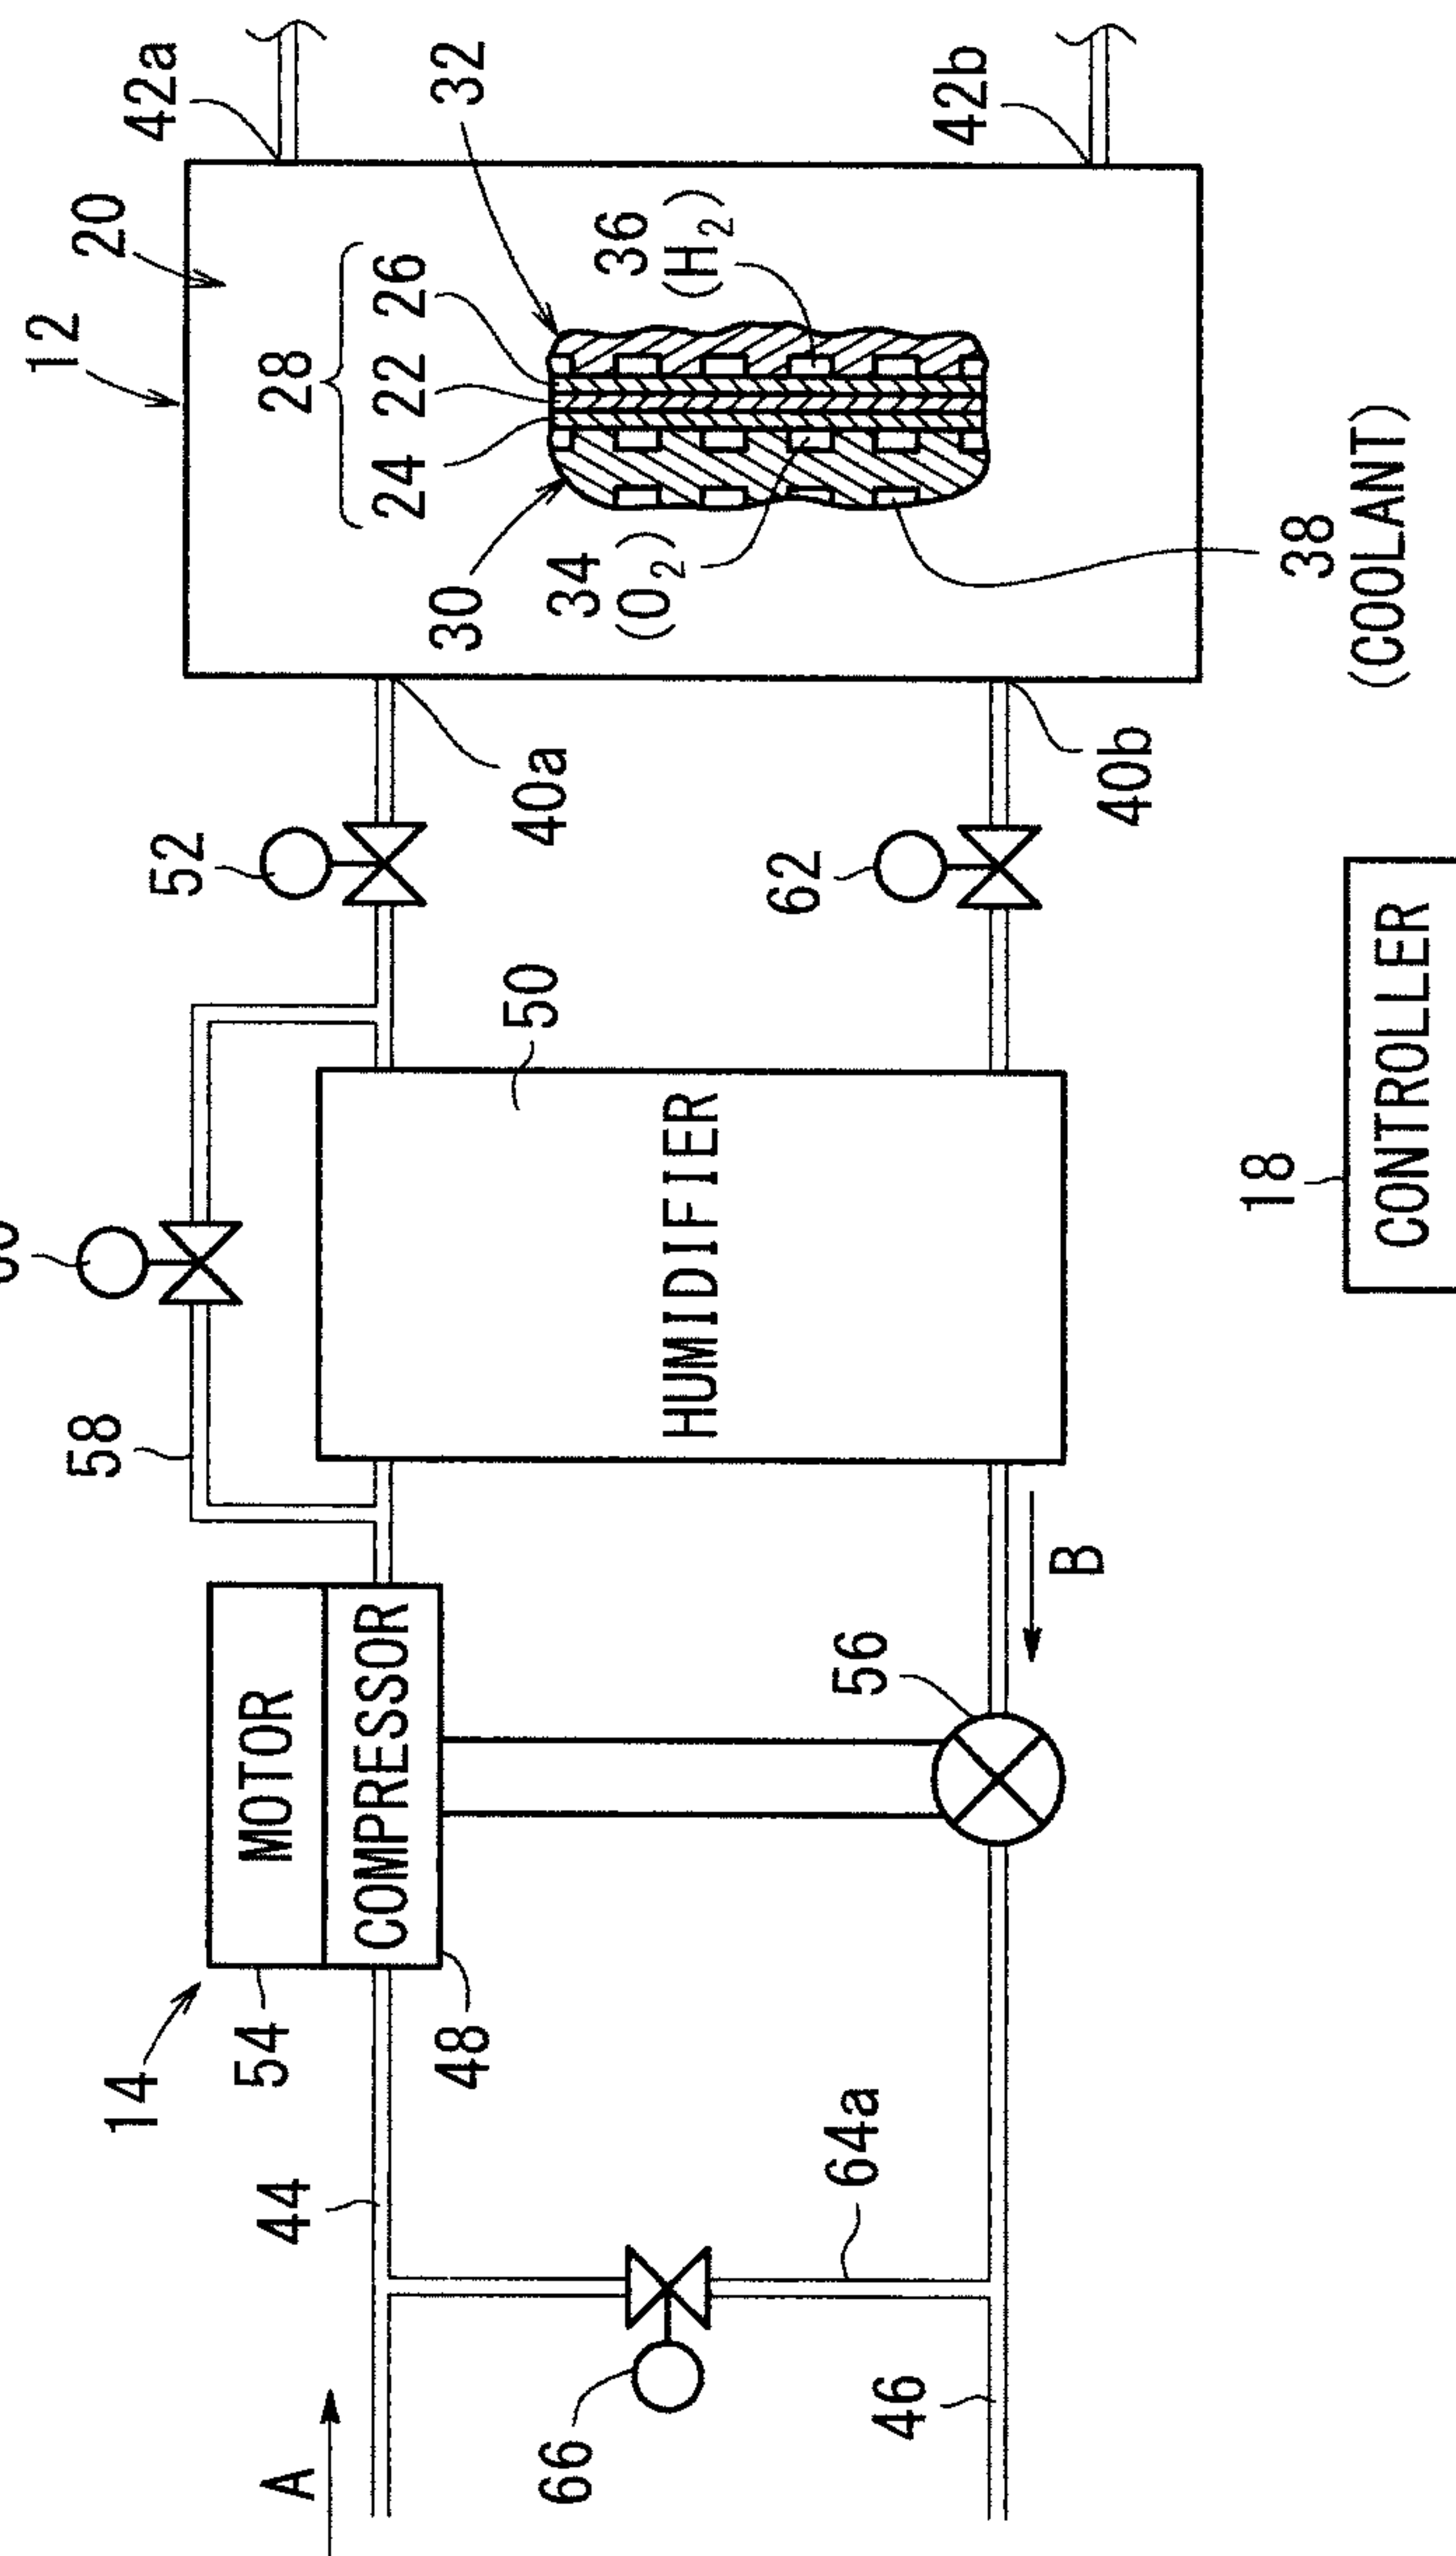 12
58
20
14
42a
52
54
MOTOR
A
44
28
COMPRESSOR
24 22 26
48
30
32
66
50
40a
34
(O₂)
36
(H₂)
HUMIDIFIER
62
64a
56
46
42b
B
40b
18
38
CONTROLLER
(COOLANT)